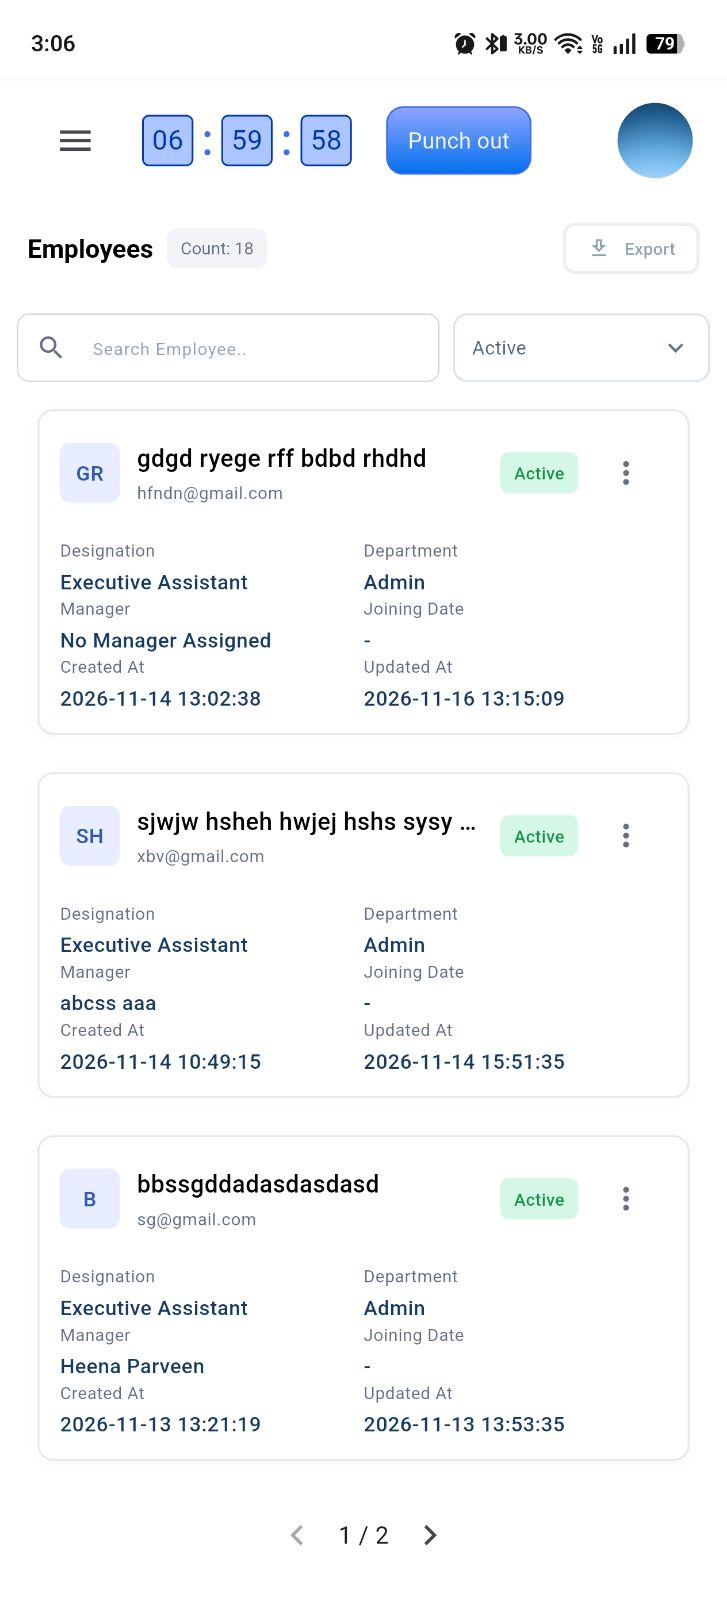 3:06 3.00 KB/S Vo 5G 79
06 : 59 : 58 Punch out
Employees Count: 18 Export
Search Employee.. Active
GR gdgd ryege rff bdbd rhdhd Active
hfndn@gmail.com
Designation Department
Executive Assistant Admin
Manager Joining Date
No Manager Assigned -
Created At Updated At
2026-11-14 13:02:38 2026-11-16 13:15:09
SH sjwjw hsheh hwjej hshs sysy ... Active
xbv@gmail.com
Designation Department
Executive Assistant Admin
Manager Joining Date
abcss aaa -
Created At Updated At
2026-11-14 10:49:15 2026-11-14 15:51:35
B bbssgddadasdasdasd Active
sg@gmail.com
Designation Department
Executive Assistant Admin
Manager Joining Date
Heena Parveen -
Created At Updated At
2026-11-13 13:21:19 2026-11-13 13:53:35
1 / 2